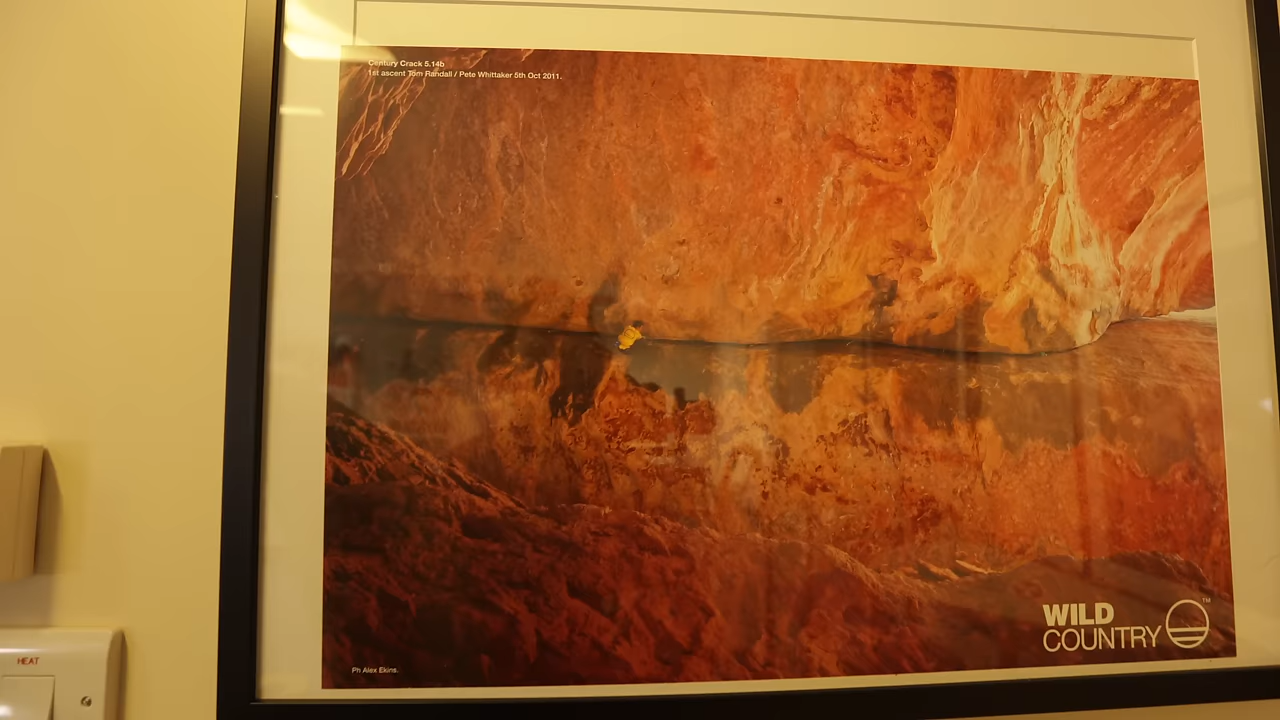 Century Crack 5.14b
1st ascent Tom Randall / Pete Whittaker 5th Oct 2011.
WILD
COUNTRY
TM
Ph Alex Ekins.
HEAT